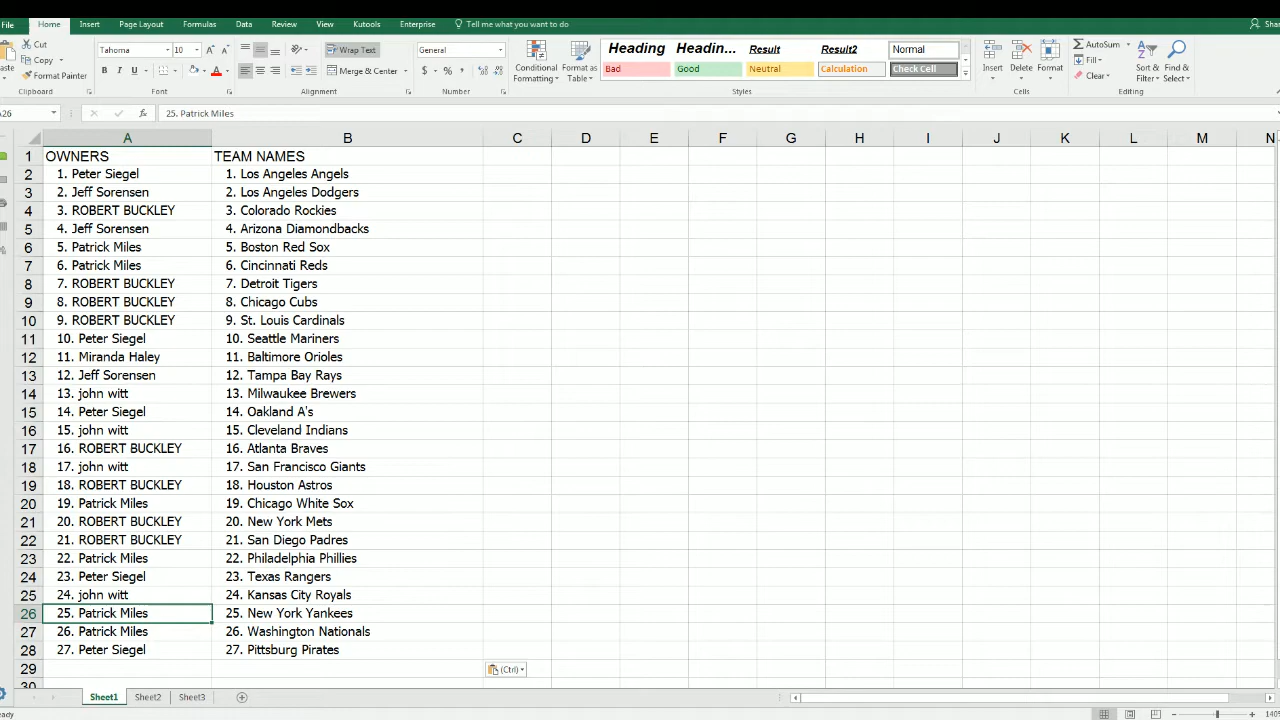 File Home Insert Page Layout Formulas Data Review View Kutools Enterprise Tell me what you want to do
Cut
Copy
Format Painter
Clipboard
Tahoma 10
B I U
Font
Wrap Text
Merge & Center
Alignment
General
$
Number
Conditional Formatting
Format as Table
Heading Headin... Result Result2 Normal
Bad Good Neutral Calculation Check Cell
Styles
Insert Delete Format
Cells
AutoSum
Fill
Clear
Sort & Filter
Find & Select
Editing
25. Patrick Miles
A B C D E F G H I J K L M N
1 OWNERS TEAM NAMES
2 1. Peter Siegel 1. Los Angeles Angels
3 2. Jeff Sorensen 2. Los Angeles Dodgers
4 3. ROBERT BUCKLEY 3. Colorado Rockies
5 4. Jeff Sorensen 4. Arizona Diamondbacks
6 5. Patrick Miles 5. Boston Red Sox
7 6. Patrick Miles 6. Cincinnati Reds
8 7. ROBERT BUCKLEY 7. Detroit Tigers
9 8. ROBERT BUCKLEY 8. Chicago Cubs
10 9. ROBERT BUCKLEY 9. St. Louis Cardinals
11 10. Peter Siegel 10. Seattle Mariners
12 11. Miranda Haley 11. Baltimore Orioles
13 12. Jeff Sorensen 12. Tampa Bay Rays
14 13. john witt 13. Milwaukee Brewers
15 14. Peter Siegel 14. Oakland A's
16 15. john witt 15. Cleveland Indians
17 16. ROBERT BUCKLEY 16. Atlanta Braves
18 17. john witt 17. San Francisco Giants
19 18. ROBERT BUCKLEY 18. Houston Astros
20 19. Patrick Miles 19. Chicago White Sox
21 20. ROBERT BUCKLEY 20. New York Mets
22 21. ROBERT BUCKLEY 21. San Diego Padres
23 22. Patrick Miles 22. Philadelphia Phillies
24 23. Peter Siegel 23. Texas Rangers
25 24. john witt 24. Kansas City Royals
26 25. Patrick Miles 25. New York Yankees
27 26. Patrick Miles 26. Washington Nationals
28 27. Peter Siegel 27. Pittsburg Pirates
29 (Ctrl)
30
Sheet1 Sheet2 Sheet3